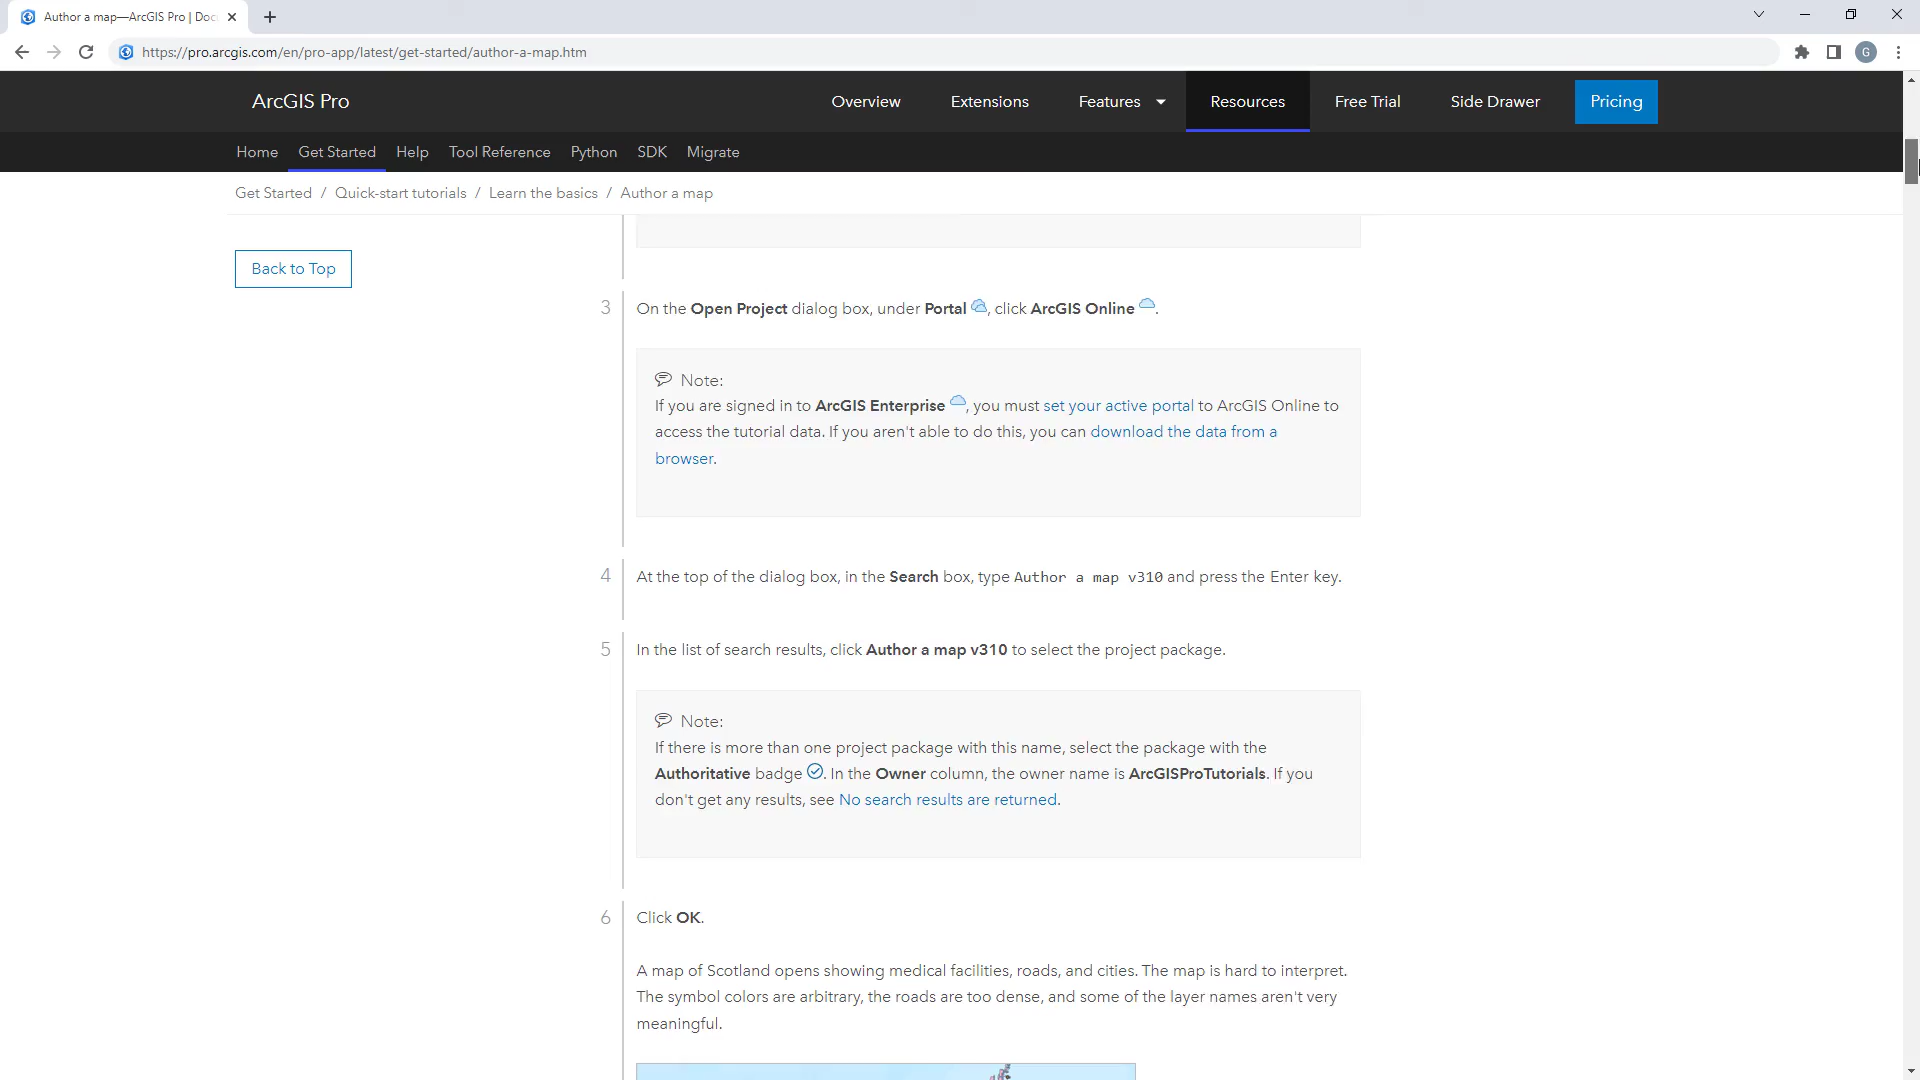 Author a map—ArcGIS Pro | Doc
https://pro.arcgis.com/en/pro-app/latest/get-started/author-a-map.htm
G
ArcGIS Pro
Overview
Extensions
Features
Resources
Free Trial
Side Drawer
Pricing
Home
Get Started
Help
Tool Reference
Python
SDK
Migrate
Get Started / Quick-start tutorials / Learn the basics / Author a map
Back to Top
3
On the Open Project dialog box, under Portal , click ArcGIS Online .
Note:
If you are signed in to ArcGIS Enterprise , you must set your active portal to ArcGIS Online to
access the tutorial data. If you aren't able to do this, you can download the data from a
browser.
4
At the top of the dialog box, in the Search box, type Author a map v310 and press the Enter key.
5
In the list of search results, click Author a map v310 to select the project package.
Note:
If there is more than one project package with this name, select the package with the
Authoritative badge . In the Owner column, the owner name is ArcGISProTutorials. If you
don't get any results, see No search results are returned.
6
Click OK.
A map of Scotland opens showing medical facilities, roads, and cities. The map is hard to interpret.
The symbol colors are arbitrary, the roads are too dense, and some of the layer names aren't very
meaningful.